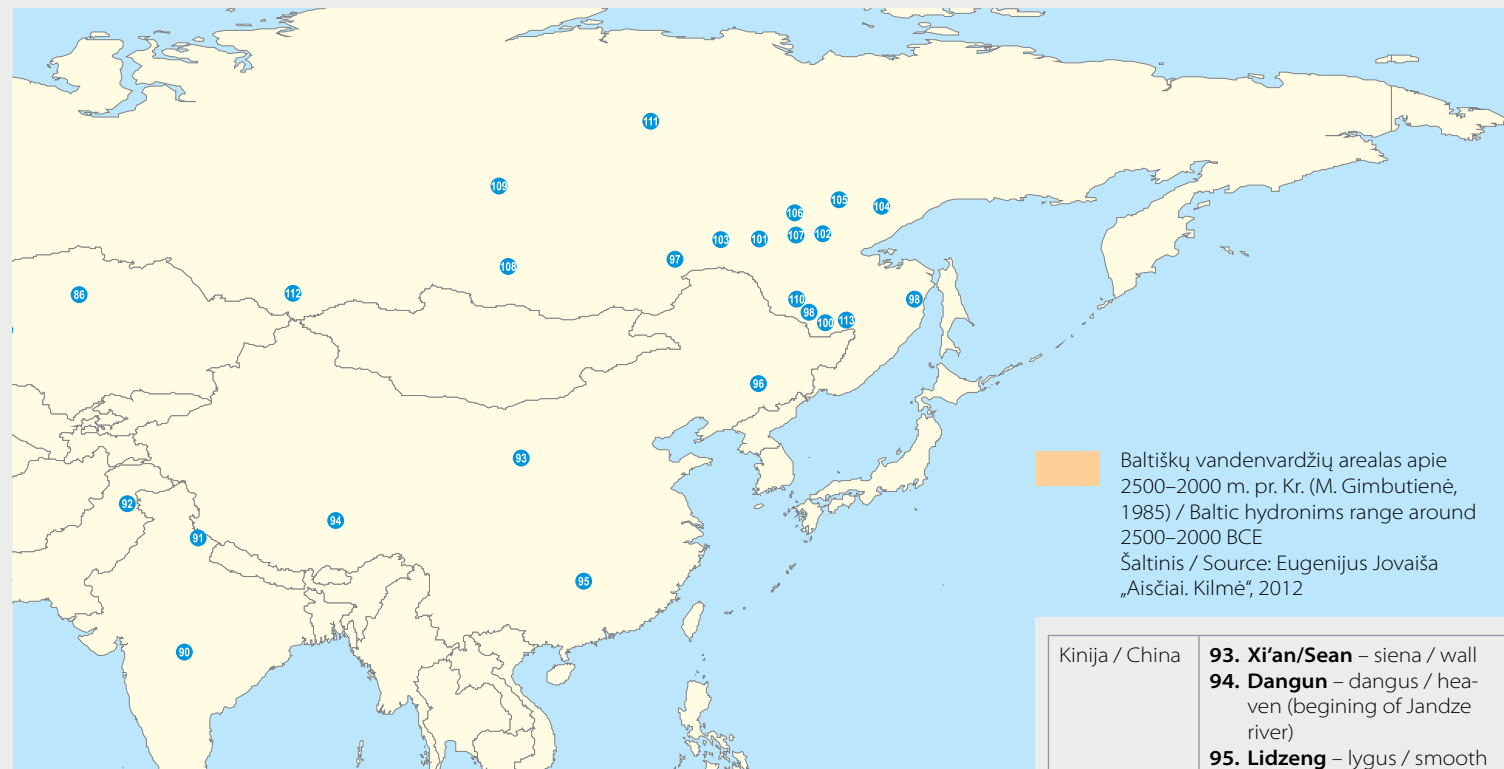 111
109
105
106
104
103
101
107
102
97
108
86
112
110
98
98
100
113
96
93
92
94
91
95
90
Baltiškų vandenvardžių arealas apie
2500–2000 m. pr. Kr. (M. Gimbutienė,
1985) / Baltic hydronims range around
2500–2000 BCE
Šaltinis / Source: Eugenijus Jovaiša
„Aisčiai. Kilmė“, 2012
Kinija / China
93. Xi‘an/Sean – siena / wall
94. Dangun – dangus / hea-
ven (begining of Jandze
river)
95. Lidzeng – lygus / smooth